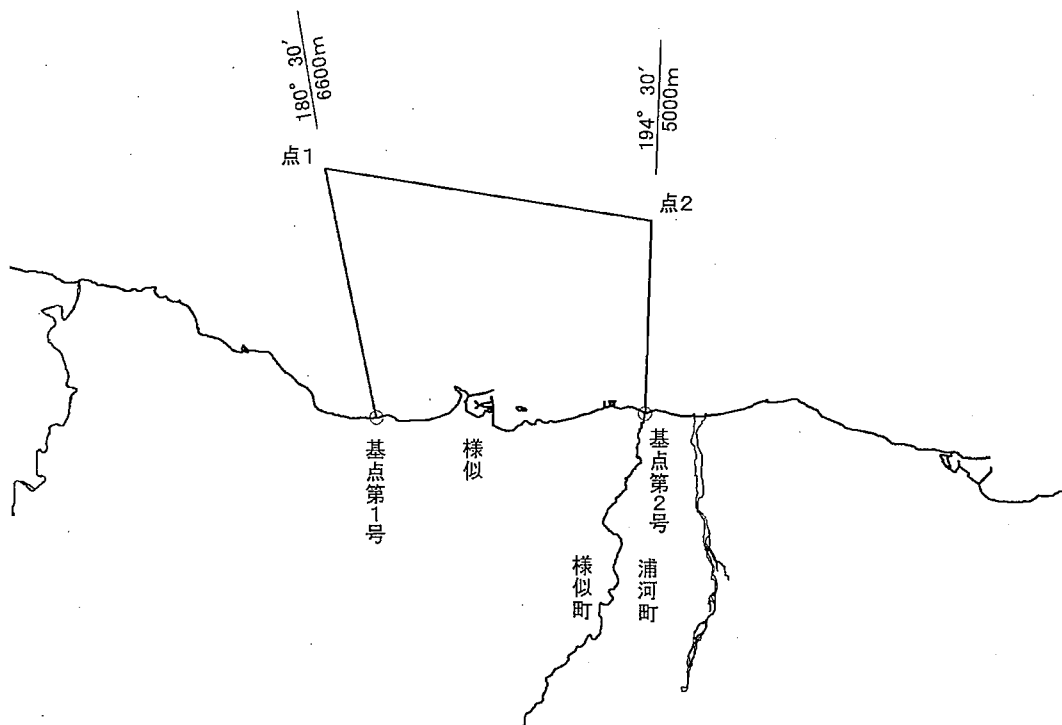 180° 30′
6600m
194° 30′
5000m
点1
点2
基点第1号
様似
基点第2号
様似町
浦河町